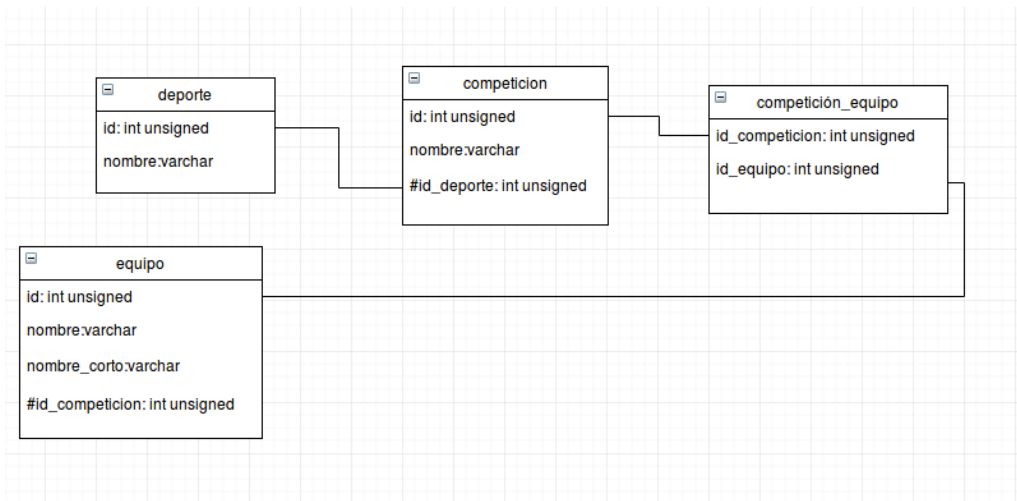 deporte
id: int unsigned
nombre:varchar
competicion
id: int unsigned
nombre:varchar
#id_deporte: int unsigned
competición_equipo
id_competicion: int unsigned
id_equipo: int unsigned
equipo
id: int unsigned
nombre:varchar
nombre_corto:varchar
#id_competicion: int unsigned